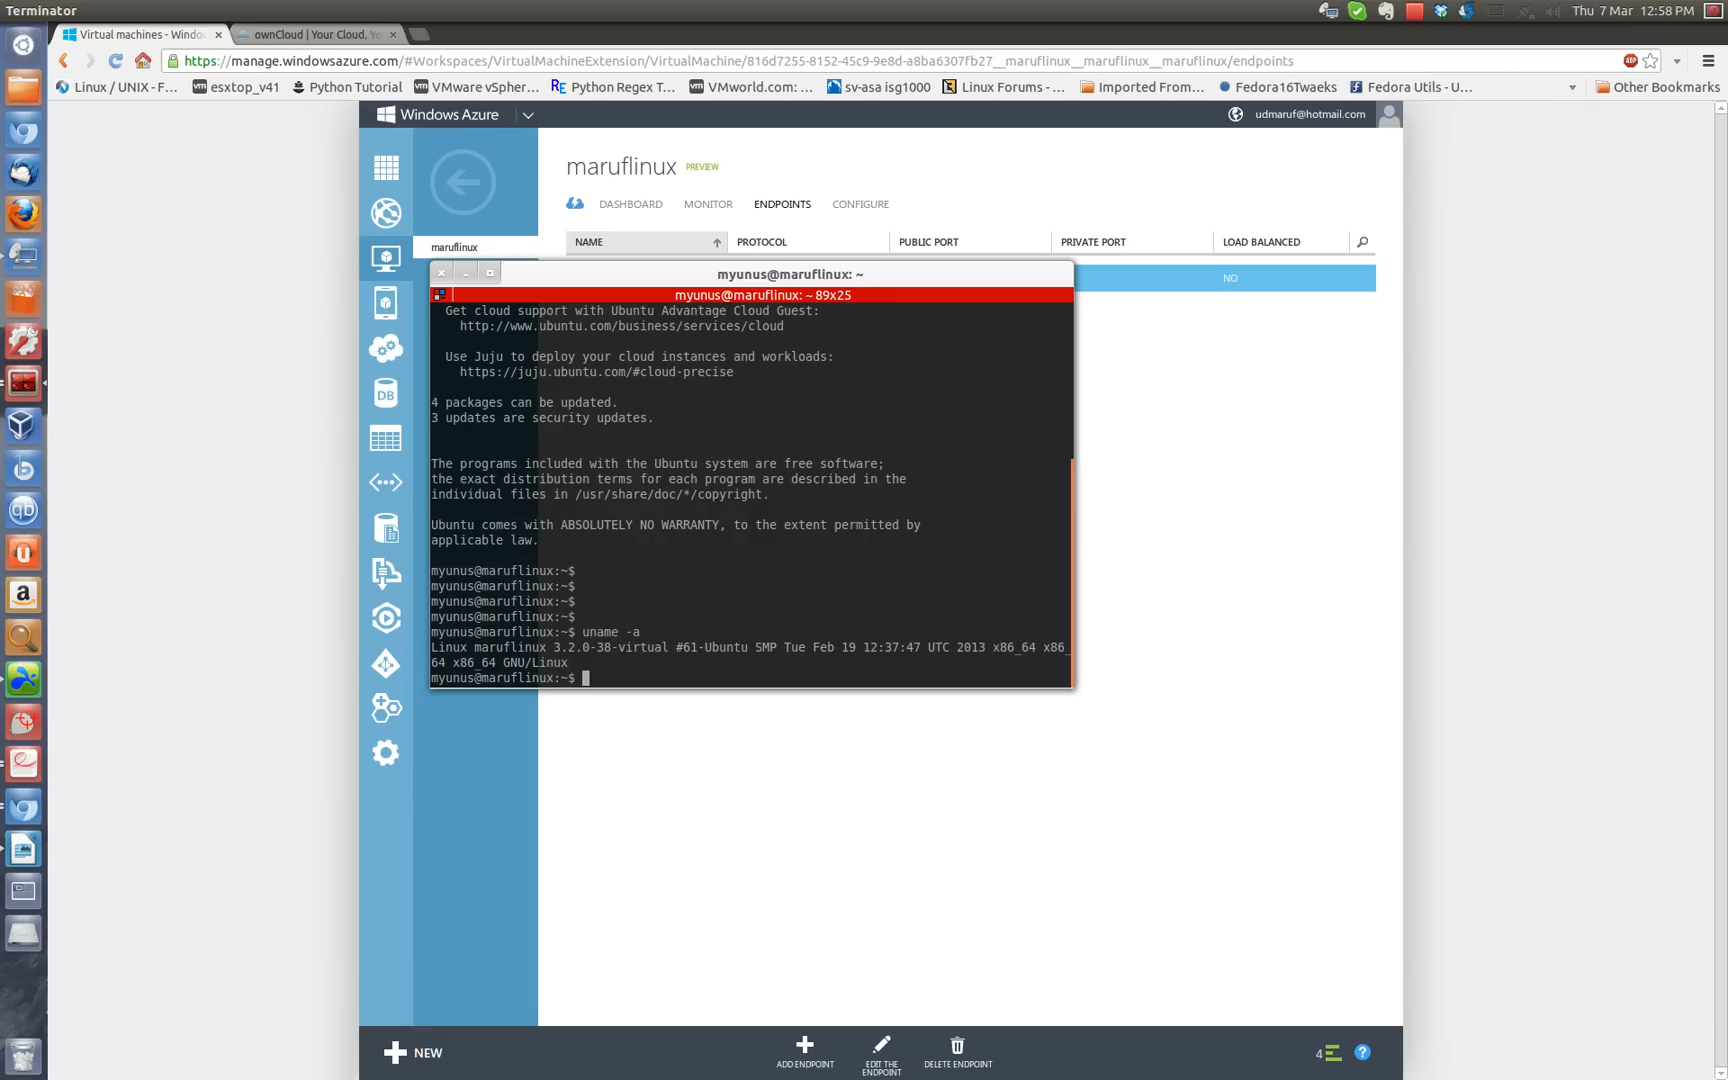 Terminator
Thu 7 Mar 12:58 PM
Virtual machines - Windo
ownCloud | Your Cloud, Yo
https://manage.windowsazure.com/#Workspaces/VirtualMachineExtension/VirtualMachine/816d7255-8152-45c9-9e8d-a8ba6307fb27__maruflinux__maruflinux__maruflinux/endpoints
ABP
Linux / UNIX - F...
vm esxtop_v41
Python Tutorial
vm VMware vSpher...
RE Python Regex T...
vm VMworld.com: ...
sv-asa isg1000
Linux Forums - ...
Imported From...
Fedora16Twaeks
Fedora Utils - U...
Other Bookmarks
Windows Azure
udmaruf@hotmail.com
maruflinux PREVIEW
DASHBOARD MONITOR ENDPOINTS CONFIGURE
maruflinux
NAME PROTOCOL PUBLIC PORT PRIVATE PORT LOAD BALANCED
NO
DB
myunus@maruflinux: ~
myunus@maruflinux: ~ 89x25
Get cloud support with Ubuntu Advantage Cloud Guest:
http://www.ubuntu.com/business/services/cloud
Use Juju to deploy your cloud instances and workloads:
https://juju.ubuntu.com/#cloud-precise
4 packages can be updated.
3 updates are security updates.
The programs included with the Ubuntu system are free software;
the exact distribution terms for each program are described in the
individual files in /usr/share/doc/*/copyright.
Ubuntu comes with ABSOLUTELY NO WARRANTY, to the extent permitted by
applicable law.
myunus@maruflinux:~$
myunus@maruflinux:~$
myunus@maruflinux:~$
myunus@maruflinux:~$
myunus@maruflinux:~$ uname -a
Linux maruflinux 3.2.0-38-virtual #61-Ubuntu SMP Tue Feb 19 12:37:47 UTC 2013 x86_64 x86_
64 x86_64 GNU/Linux
myunus@maruflinux:~$
qb
a
NEW
ADD ENDPOINT
EDIT THE
ENDPOINT
DELETE ENDPOINT
4
?